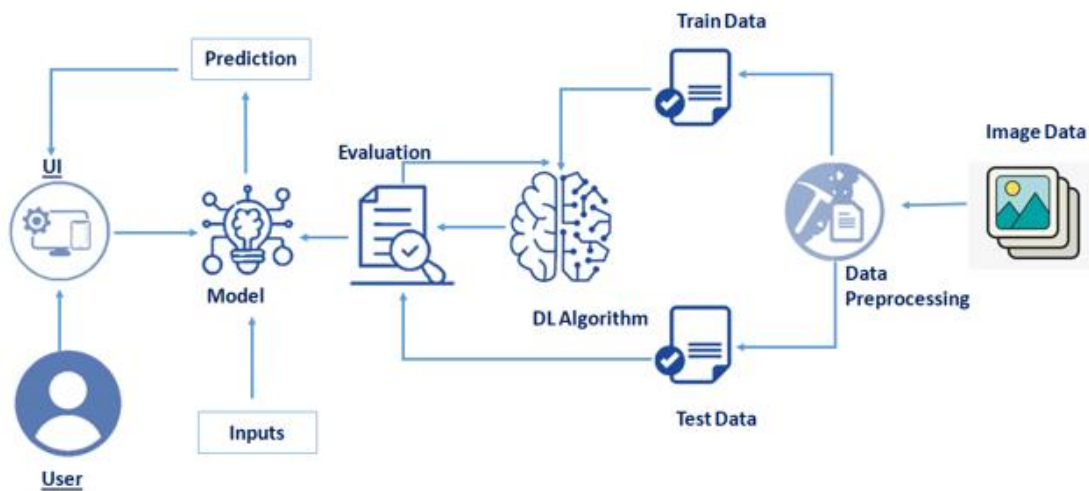 Train Data
Prediction
Image Data
Evaluation
UI
Data
Preprocessing
Model
DL Algorithm
Inputs
Test Data
User